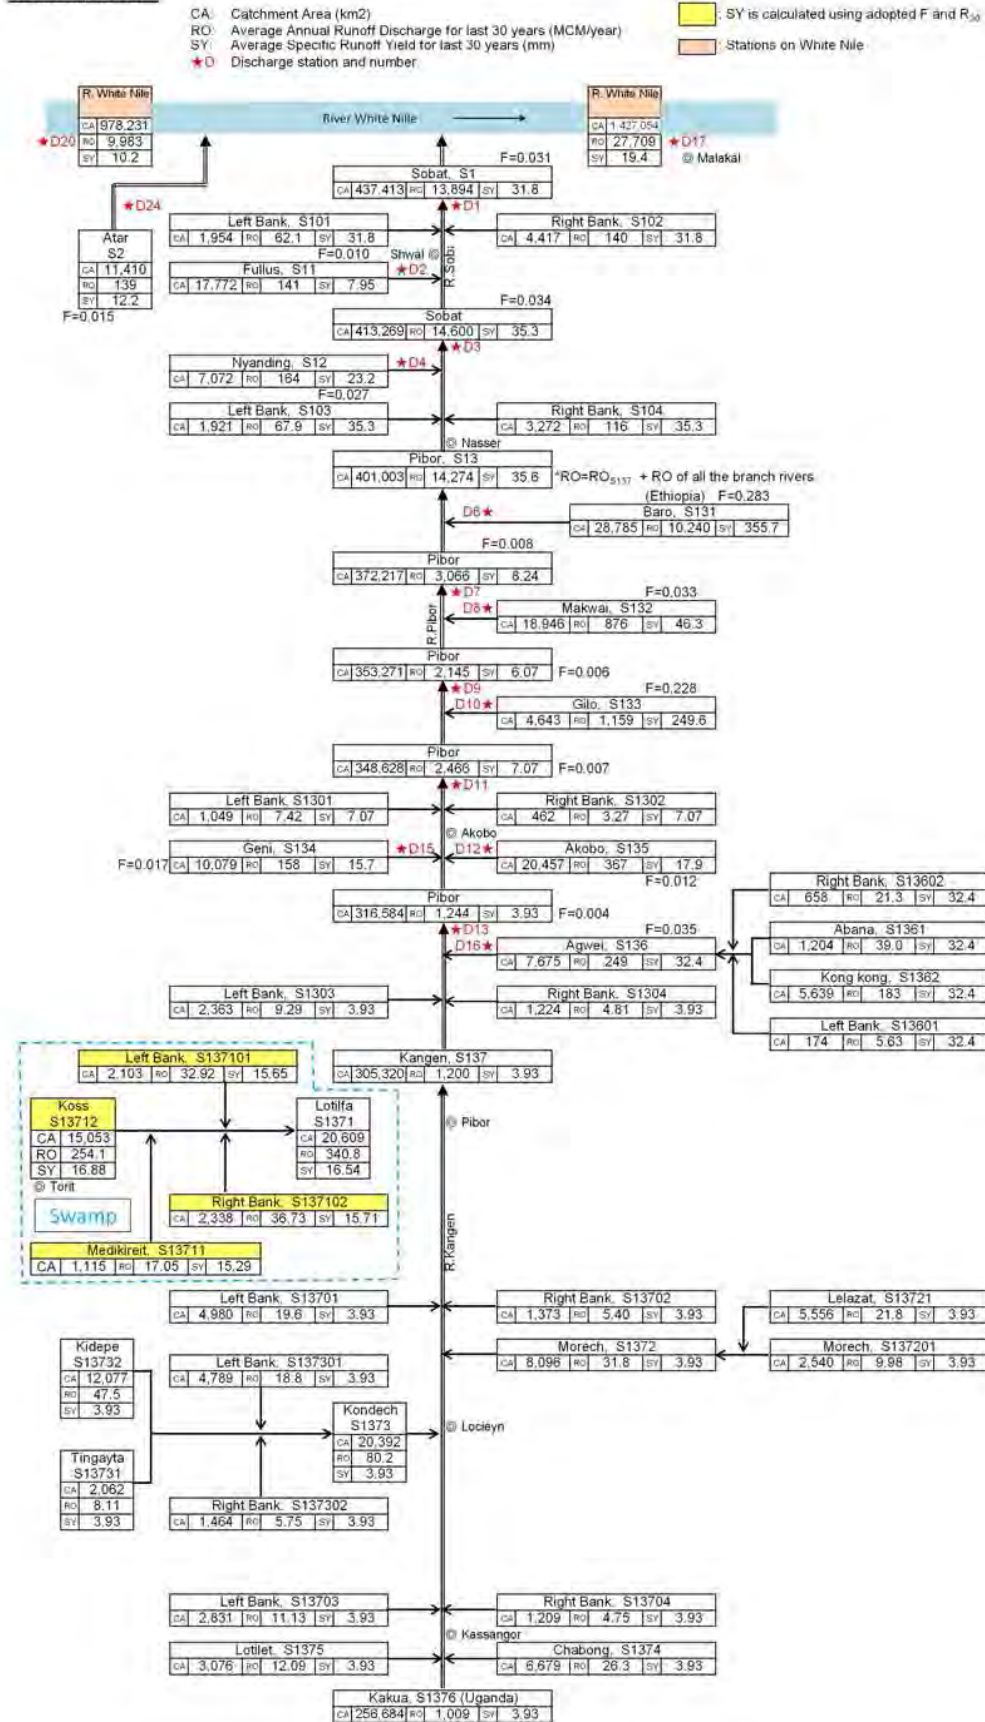 CA: Catchment Area (km2)
RO: Average Annual Runoff Discharge for last 30 years (MCM/year)
SY: Average Specific Runoff Yield for last 30 years (mm)
★D Discharge station and number
: SY is calculated using adopted F and R30
: Stations on White Nile
R. White Nile
CA 978,231
★D20 RO 9,983
SY 10.2
River White Nille
R. White Nile
CA 1,427,054
RO 27,709 ★D17
SY 19.4 ◎ Malakal
F=0.031
Sobat, S1
CA 437,413 RO 13,894 SY 31.8
★D24
★D1
Atar
S2
CA 11,410
RO 139
SY 12.2
F=0.015
Left Bank, S101
CA 1,954 RO 62.1 SY 31.8
Right Bank, S102
CA 4,417 RO 140 SY 31.8
F=0.010 Shwal ◎
Fullus, S11 ★D2
CA 17,772 RO 141 SY 7.95
R.Sobi
F=0.034
Sobat
CA 413,269 RO 14,600 SY 35.3
★D3
Nyanding, S12 ★D4
CA 7,072 RO 164 SY 23.2
F=0.027
Left Bank, S103
CA 1,921 RO 67.9 SY 35.3
Right Bank, S104
CA 3,272 RO 116 SY 35.3
◎ Nasser
Pibor, S13
CA 401,003 RO 14,274 SY 35.6 *RO=ROS137 + RO of all the branch rivers
(Ethiopia) F=0.283
D6★ Baro, S131
CA 28,785 RO 10,240 SY 355.7
F=0.008
Pibor
CA 372,217 RO 3,066 SY 8.24
★D7 F=0.033
D8★ Makwai, S132
CA 18,946 RO 876 SY 46.3
R.Pibor
Pibor
CA 353,271 RO 2,145 SY 6.07 F=0.006
★D9 F=0.228
D10★ Gilo, S133
CA 4,643 RO 1,159 SY 249.6
Pibor
CA 348,628 RO 2,466 SY 7.07 F=0.007
★D11
Left Bank, S1301
CA 1,049 RO 7.42 SY 7.07
Right Bank, S1302
CA 462 RO 3.27 SY 7.07
◎ Akobo
Geni, S134 ★D15
F=0.017 CA 10,079 RO 158 SY 15.7
D12★ Akobo, S135
CA 20,457 RO 367 SY 17.9
F=0.012
Pibor
CA 316,584 RO 1,244 SY 3.93 F=0.004
★D13 F=0.035
D16★ Agwei, S136
CA 7,675 RO 249 SY 32.4
Right Bank, S13602
CA 658 RO 21.3 SY 32.4
Abana, S1361
CA 1,204 RO 39.0 SY 32.4
Kong kong, S1362
CA 5,639 RO 183 SY 32.4
Left Bank, S13601
CA 174 RO 5.63 SY 32.4
Left Bank, S1303
CA 2,363 RO 9.29 SY 3.93
Right Bank, S1304
CA 1,224 RO 4.81 SY 3.93
Kangen, S137
CA 305,320 RO 1,200 SY 3.93
Left Bank, S137101
CA 2,103 RO 32.92 SY 15.65
Koss
S13712
CA 15,053
RO 254.1
SY 16.88
◎ Torit
Lotilfa
S1371
CA 20,609
RO 340.8
SY 16.54
◎ Pibor
Swamp
Right Bank, S137102
CA 2,338 RO 36.73 SY 15.71
Medikireit, S13711
CA 1,115 RO 17.05 SY 15.29
R.Kangen
Left Bank, S13701
CA 4,980 RO 19.6 SY 3.93
Right Bank, S13702
CA 1,373 RO 5.40 SY 3.93
Lelazat, S13721
CA 5,556 RO 21.8 SY 3.93
Morech, S1372
CA 8,096 RO 31.8 SY 3.93
Morech, S137201
CA 2,540 RO 9.98 SY 3.93
Kidepe
S13732
CA 12,077
RO 47.5
SY 3.93
Left Bank, S137301
CA 4,789 RO 18.8 SY 3.93
Kondech
S1373
CA 20,392
RO 80.2
SY 3.93
◎ Locieyn
Tingayta
S13731
CA 2,062
RO 8.11
SY 3.93
Right Bank, S137302
CA 1,464 RO 5.75 SY 3.93
Left Bank, S13703
CA 2,831 RO 11.13 SY 3.93
Right Bank, S13704
CA 1,209 RO 4.75 SY 3.93
◎ Kassangor
Lotilet, S1375
CA 3,076 RO 12.09 SY 3.93
Chabong, S1374
CA 6,679 RO 26.3 SY 3.93
Kakua, S1376 (Uganda)
CA 256,684 RO 1,009 SY 3.93